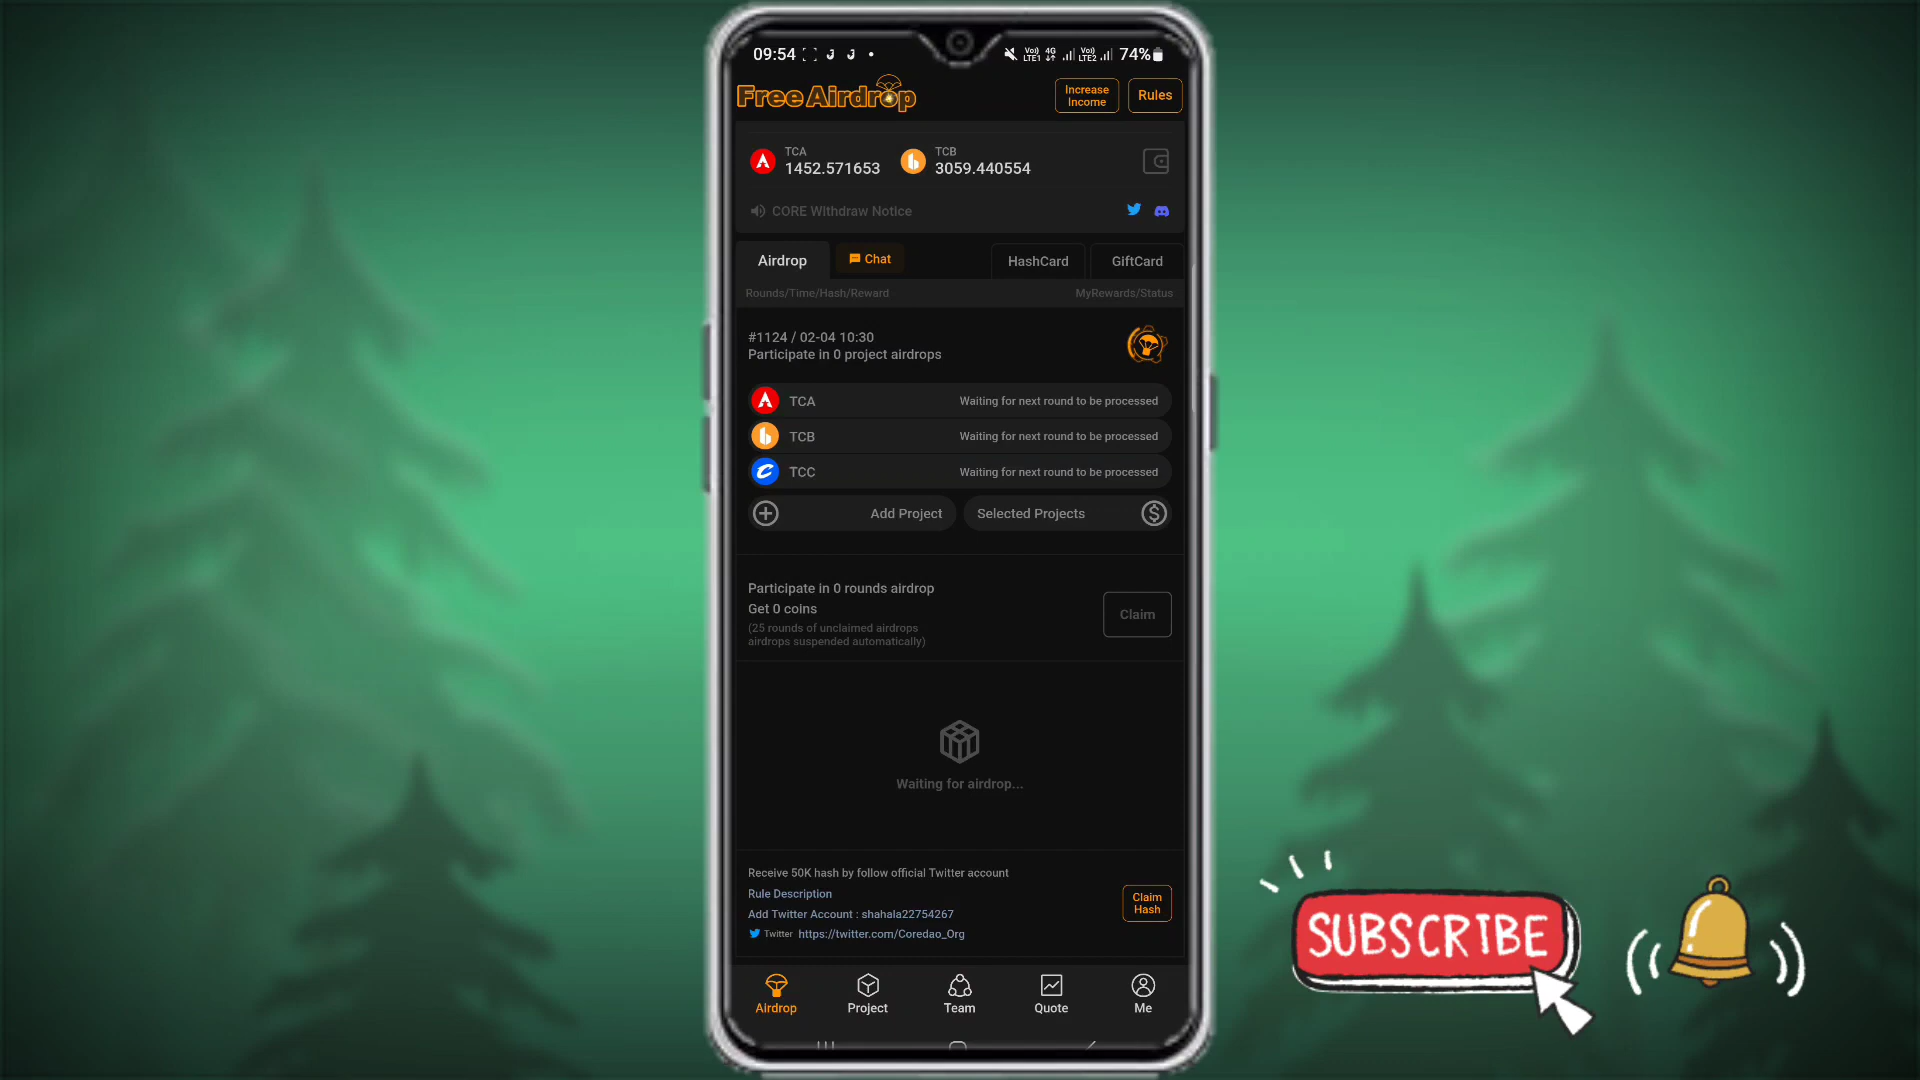 09:54
Vo) LTE1 4G Vo) LTE2 74%
Free Airdrop
Increase Income
Rules
TCA
1452.571653
TCB
3059.440554
CORE Withdraw Notice
Airdrop
Chat
HashCard
GiftCard
Rounds/Time/Hash/Reward
MyRewards/Status
#1124 / 02-04 10:30
Participate in 0 project airdrops
TCA Waiting for next round to be processed
TCB Waiting for next round to be processed
TCC Waiting for next round to be processed
Add Project
Selected Projects
Participate in 0 rounds airdrop
Get 0 coins
(25 rounds of unclaimed airdrops
airdrops suspended automatically)
Claim
Waiting for airdrop...
Receive 50K hash by follow official Twitter account
Rule Description
Add Twitter Account : shahala22754267
Twitter https://twitter.com/Coredao_Org
Claim
Hash
Airdrop
Project
Team
Quote
Me
SUBSCRIBE